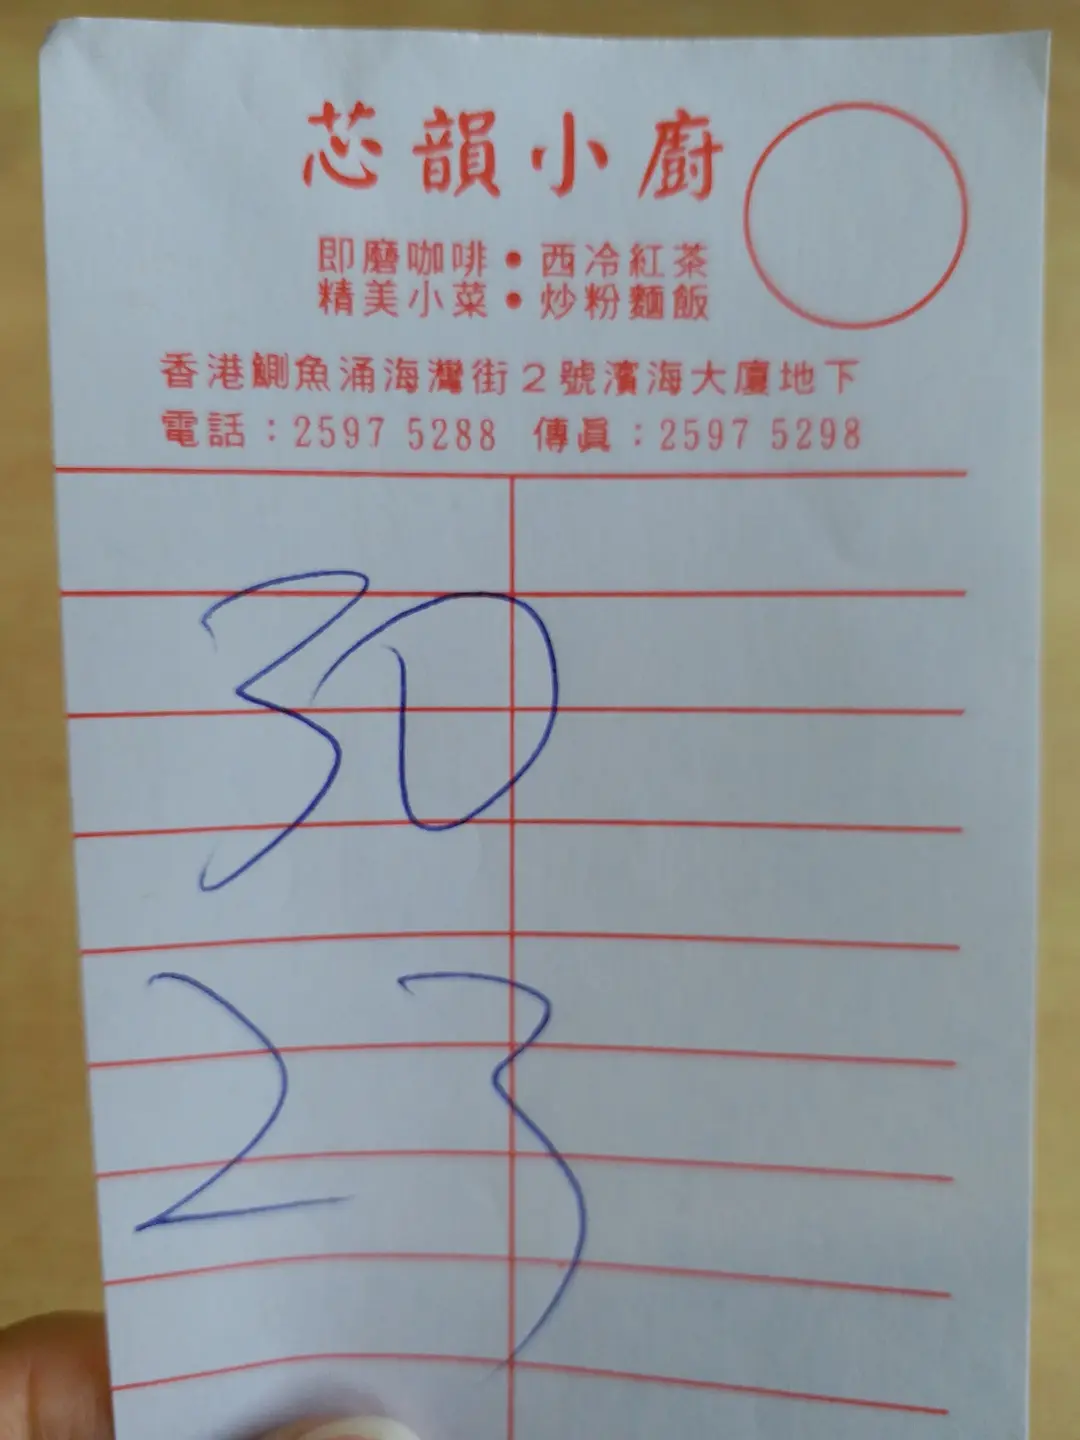 芯韻小廚
即磨咖啡•西冷紅茶
精美小菜•炒粉麵飯
香港鰂魚涌海灣街2號濱海大廈地下
電話：2597 5288 傳真：2597 5298
30
23